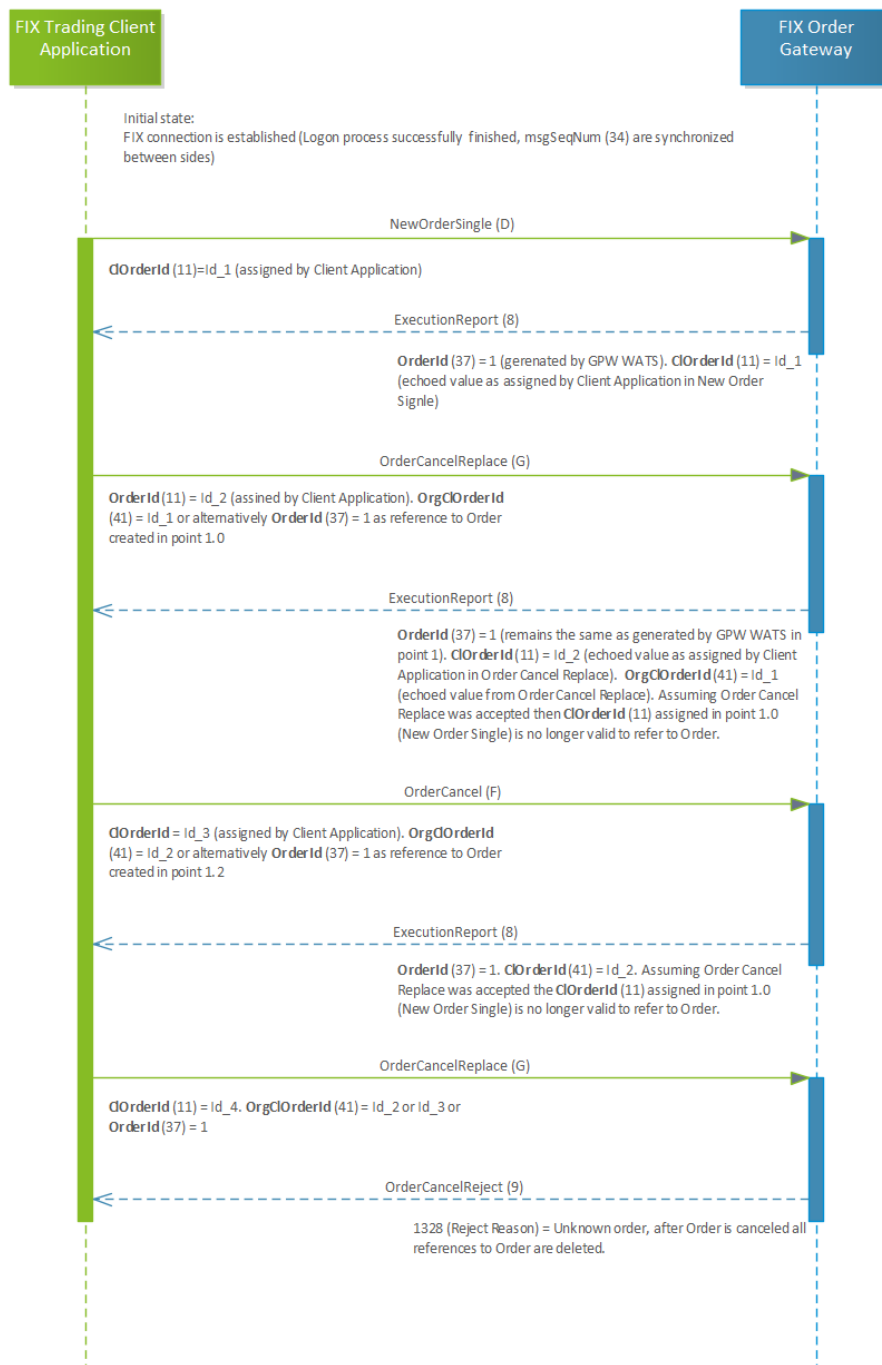 FIX Trading Client
Application
FIX Order
Gateway
Initial state:
FIX connection is established (Logon process successfully finished, msgSeqNum (34) are synchronized
between sides)
NewOrderSingle (D)
ClOrderId (11)=Id_1 (assigned by Client Application)
ExecutionReport (8)
OrderId (37) = 1 (gerenated by GPW WATS). ClOrderId (11) = Id_1
(echoed value as assigned by Client Application in New Order
Signle)
OrderCancelReplace (G)
OrderId (11) = Id_2 (assined by Client Application). OrgClOrderId
(41) = Id_1 or alternatively OrderId (37) = 1 as reference to Order
created in point 1.0
ExecutionReport (8)
OrderId (37) = 1 (remains the same as generated by GPW WATS in
point 1). ClOrderId (11) = Id_2 (echoed value as assigned by Client
Application in Order Cancel Replace). OrgClOrderId (41) = Id_1
(echoed value from Order Cancel Replace). Assuming Order Cancel
Replace was accepted then ClOrderId (11) assigned in point 1.0
(New Order Single) is no longer valid to refer to Order.
OrderCancel (F)
ClOrderId = Id_3 (assigned by Client Application). OrgClOrderId
(41) = Id_2 or alternatively OrderId (37) = 1 as reference to Order
created in point 1.2
ExecutionReport (8)
OrderId (37) = 1. ClOrderId (41) = Id_2. Assuming Order Cancel
Replace was accepted the ClOrderId (11) assigned in point 1.0
(New Order Single) is no longer valid to refer to Order.
OrderCancelReplace (G)
ClOrderId (11) = Id_4. OrgClOrderId (41) = Id_2 or Id_3 or
OrderId (37) = 1
OrderCancelReject (9)
1328 (Reject Reason) = Unknown order, after Order is canceled all
references to Order are deleted.